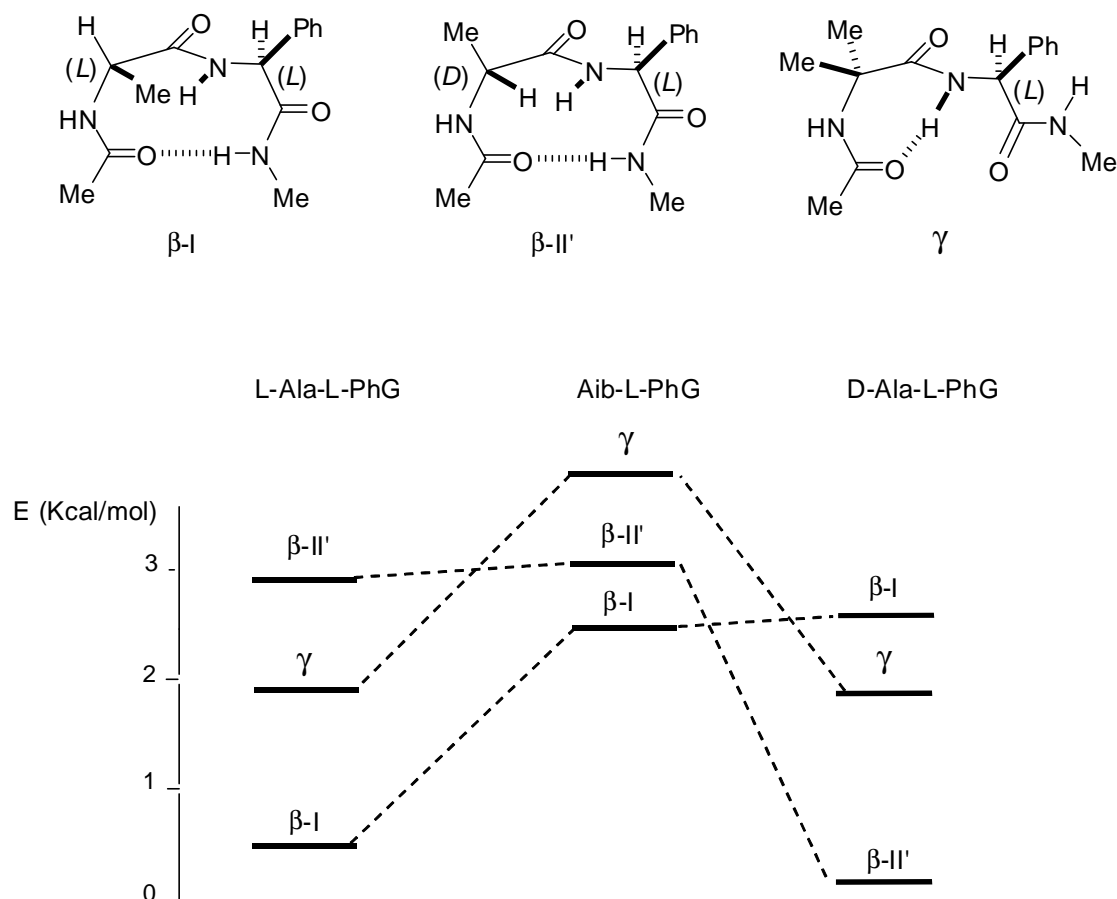 H O H Ph
(L) N (L)
Me H O
HN
O H N
Me Me
β-I
Me O H Ph
(D) N (L)
H H O
HN
O H N
Me Me
β-II'
Me O H Ph
Me N (L) H
HN H N
O O Me
Me
γ
L-Ala-L-PhG Aib-L-PhG D-Ala-L-PhG
E (Kcal/mol)
γ
3 β-II' β-II'
β-I β-I
2 γ γ
1
β-I β-II'
0